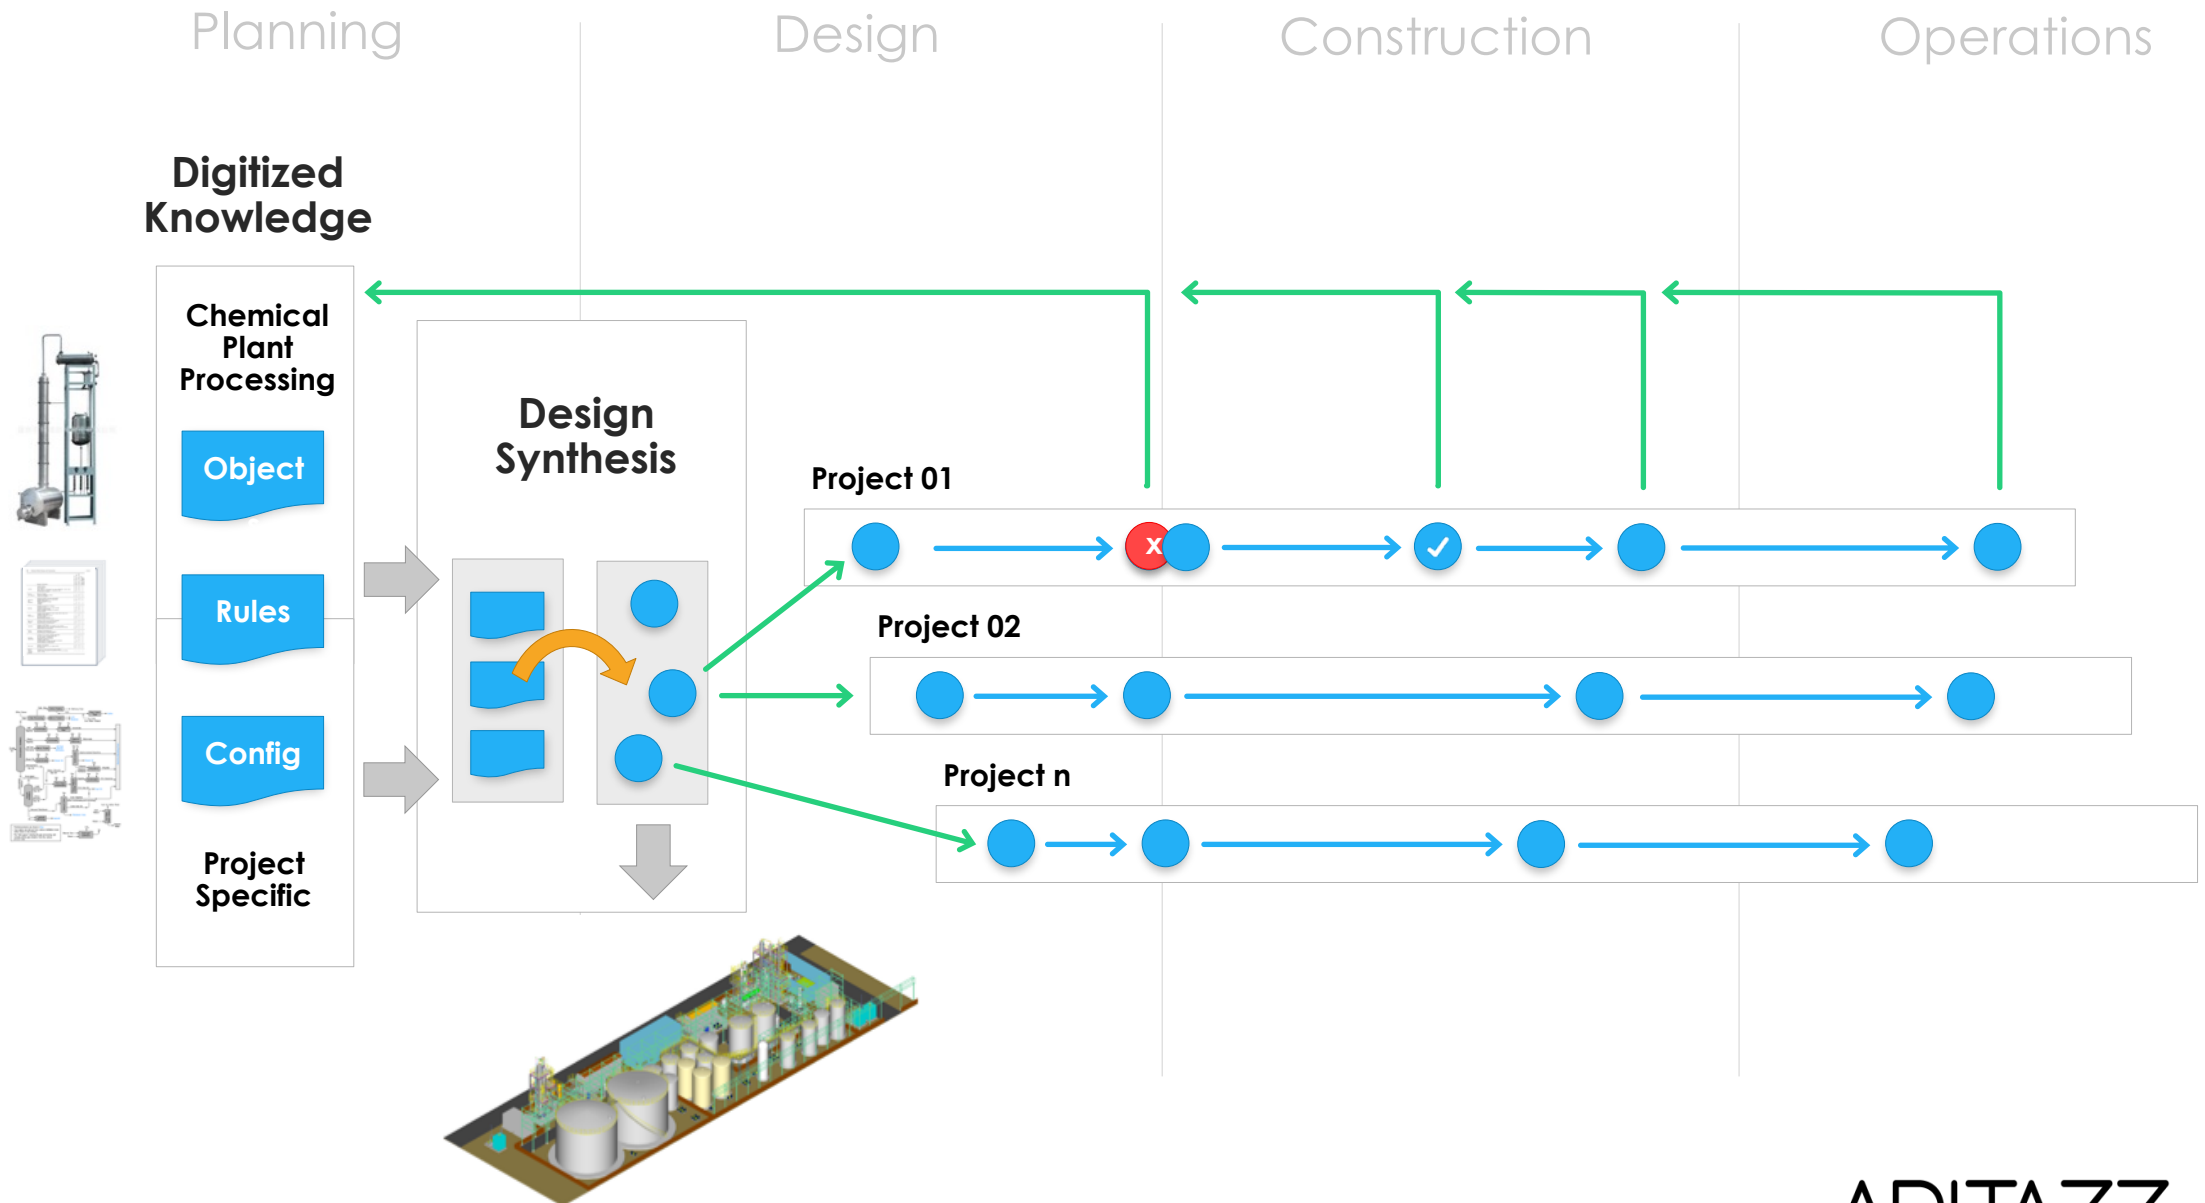 Planning
Design
Construction
Operations
Digitized
Knowledge
Chemical
Plant
Processing
Object
Rules
Config
Project
Specific
Design
Synthesis
Project 01
x
Project 02
Project n
ADITAZZ